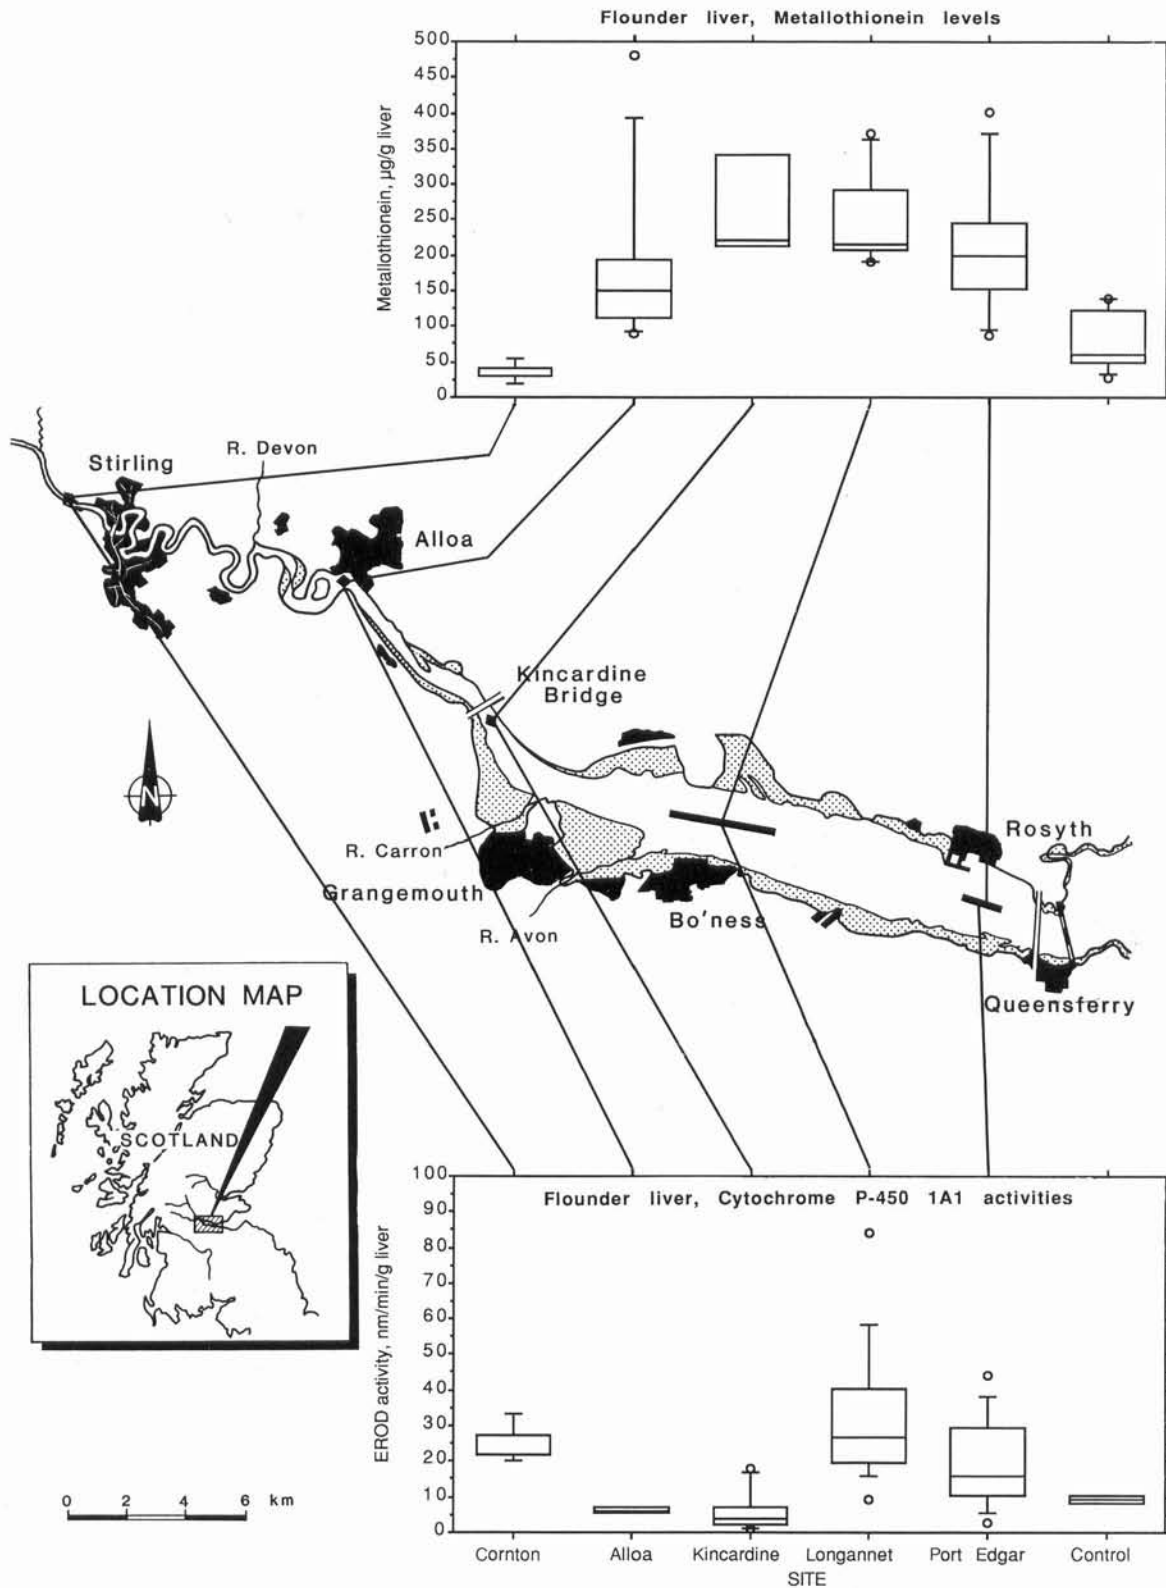 Flounder liver, Metallothionein levels
Metallothionein, µg/g liver
500
450
400
350
300
250
200
150
100
50
0
Stirling
R. Devon
Alloa
Kincardine
Bridge
N
R. Carron
Grangemouth
R. Avon
Bo'ness
Rosyth
Queensferry
LOCATION MAP
SCOTLAND
0 2 4 6 km
Flounder liver, Cytochrome P-450 1A1 activities
EROD activity, nm/min/g liver
100
90
80
70
60
50
40
30
20
10
0
Cornton Alloa Kincardine Longannet Port Edgar Control
SITE